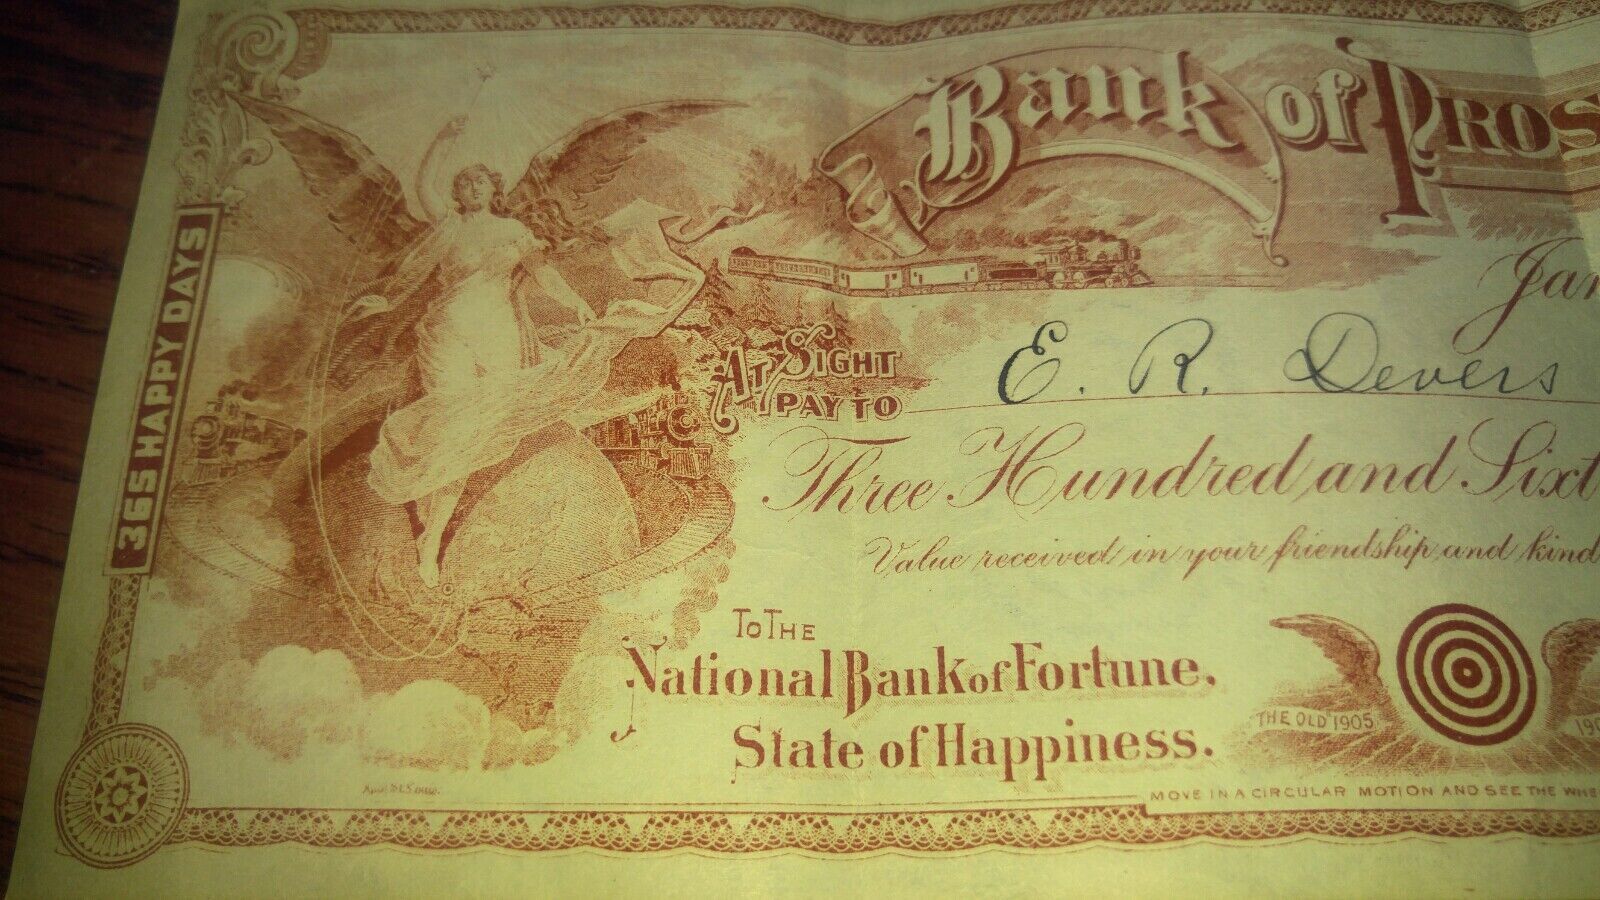 Bank of Pros
Jan
365 HAPPY DAYS
At Sight
Pay to
E. R. Devers
Three Hundred and Sixt
Value received in your friendship and kind
To The
National Bank of Fortune.
State of Happiness.
THE OLD 1905
190
MOVE IN A CIRCULAR MOTION AND SEE THE WHE